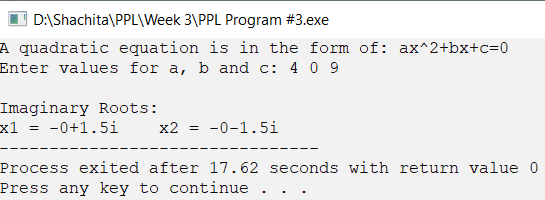 D:\Shachita\PPL\Week 3\PPL Program #3.exe
A quadratic equation is in the form of: ax^2+bx+c=0
Enter values for a, b and c: 4 0 9
Imaginary Roots:
x1 = -0+1.5i    x2 = -0-1.5i
--------------------------------
Process exited after 17.62 seconds with return value 0
Press any key to continue . . .